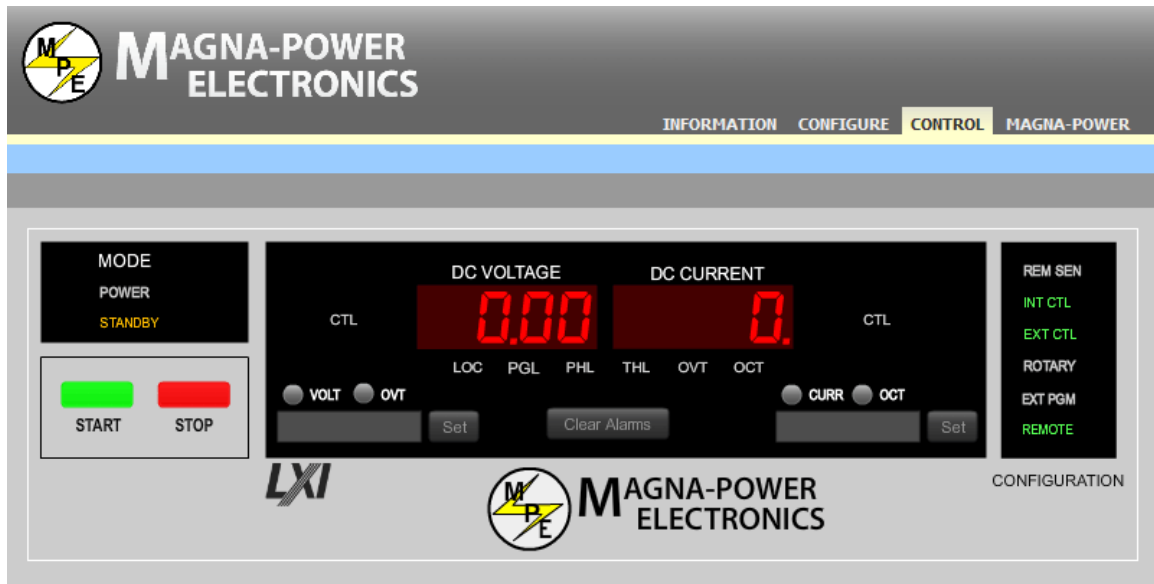 MPE
MAGNA-POWER
ELECTRONICS
INFORMATION CONFIGURE CONTROL MAGNA-POWER
MODE
POWER
STANDBY
START STOP
DC VOLTAGE DC CURRENT
CTL 0.00 0. CTL
LOC PGL PHL THL OVT OCT
VOLT OVT CURR OCT
Set Clear Alarms Set
REM SEN
INT CTL
EXT CTL
ROTARY
EXT PGM
REMOTE
CONFIGURATION
LXI
MPE
MAGNA-POWER
ELECTRONICS